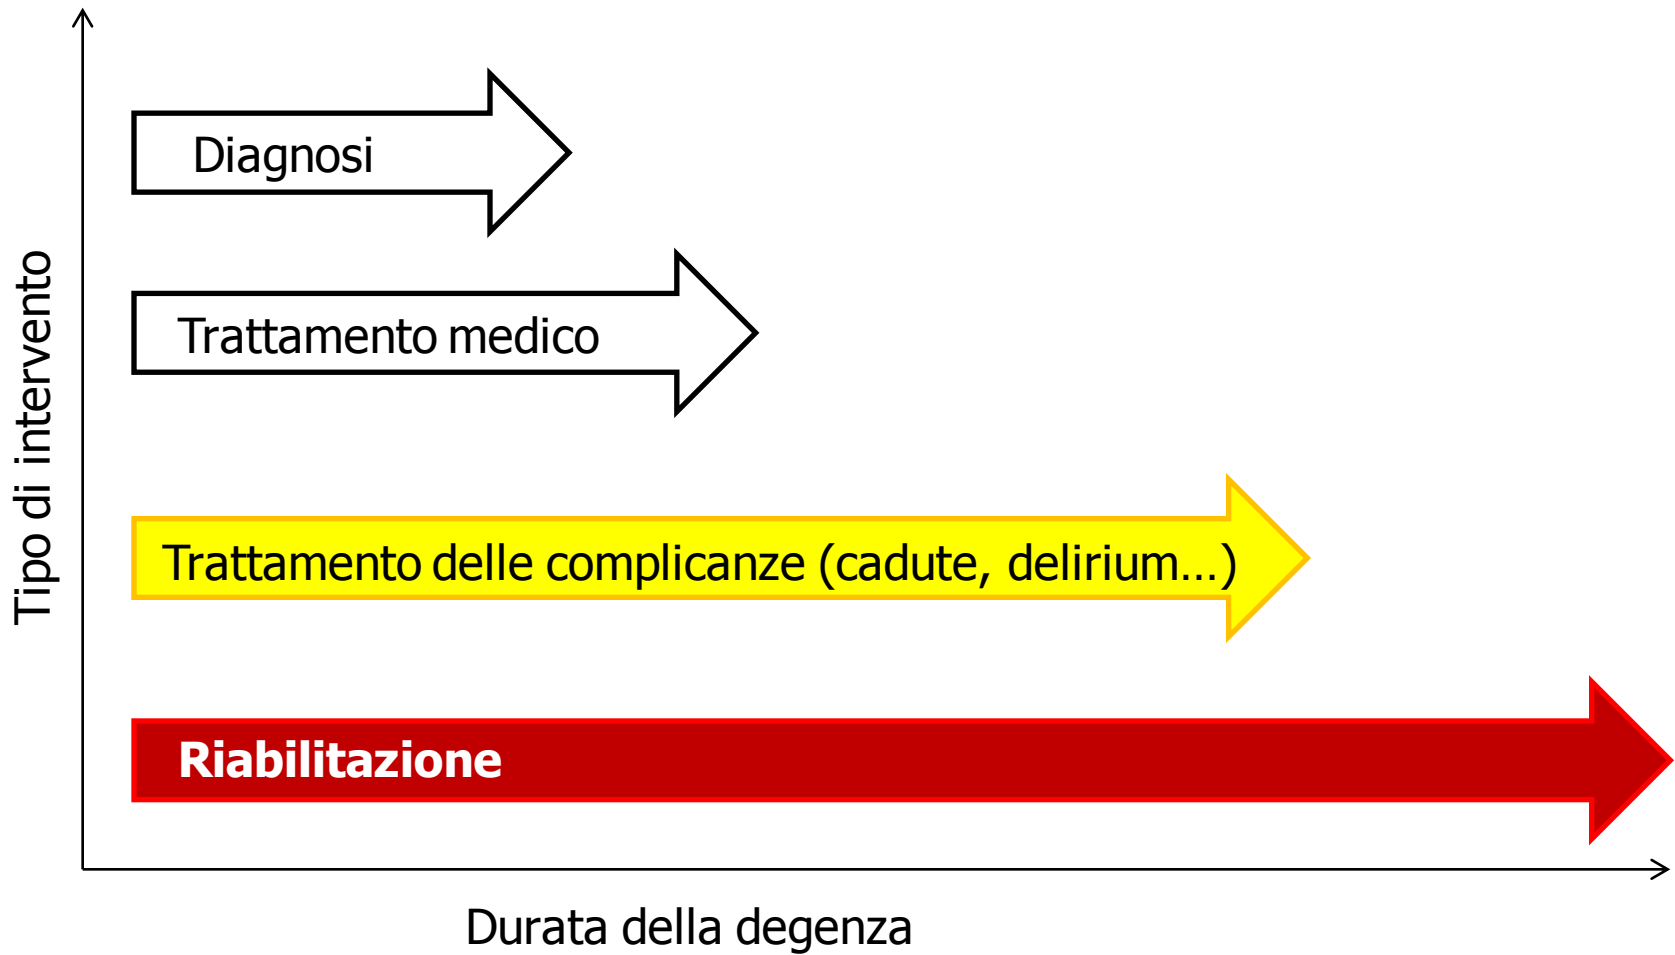 Diagnosi
Trattamento medico
Tipo di intervento
Trattamento delle complicanze (cadute, delirium…)
Riabilitazione
Durata della degenza